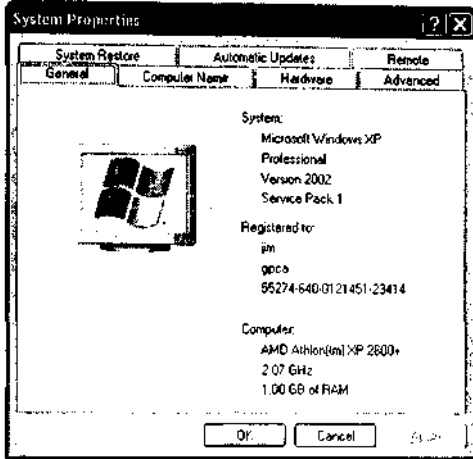 System Properties
System Restore Automatic Updates Remote
General Computer Name Hardware Advanced
System:
Microsoft Windows XP
Professional
Version 2002
Service Pack 1
Registered to:
jim
gpca
55274-640-0121451-23414
Computer:
AMD Athlon(tm) XP 2800+
2.07 GHz
1.00 GB of RAM
OK Cancel